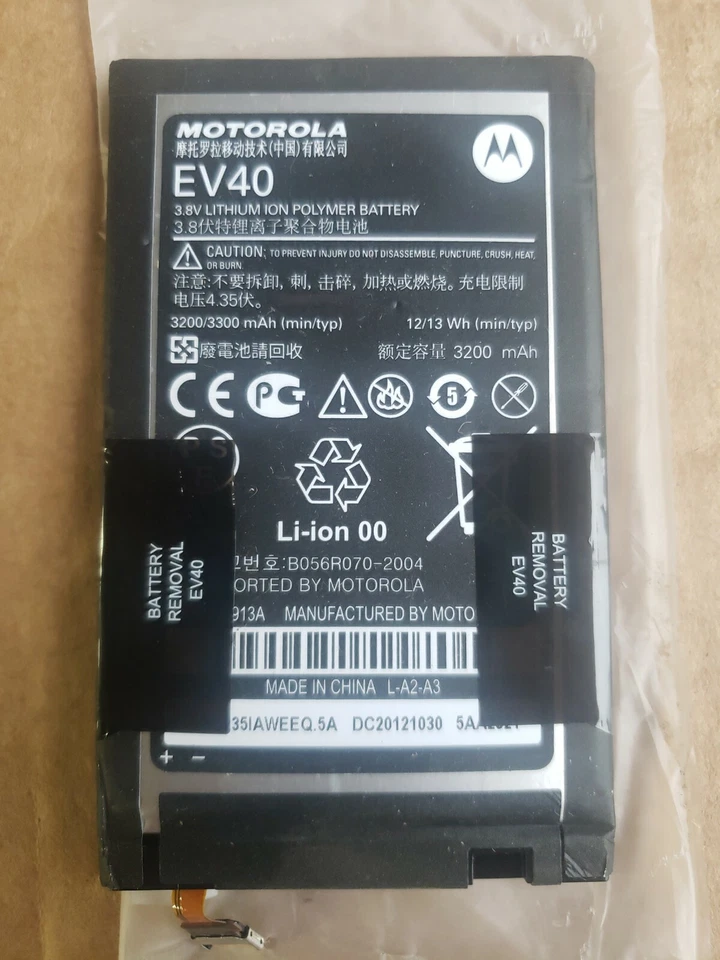 MOTOROLA
摩托罗拉移动技术(中国)有限公司
EV40
3.8V LITHIUM ION POLYMER BATTERY
3.8伏特锂离子聚合物电池
CAUTION: TO PREVENT INJURY DO NOT DISASSEMBLE, PUNCTURE, CRUSH, HEAT,
OR BURN.
注意:不要拆卸, 刺, 击碎, 加热或燃烧。充电限制
电压4.35伏。
3200/3300 mAh (min/typ) 12/13 Wh (min/typ)
廢電池請回收 额定容量 3200 mAh
CE 5
PS
Li-ion 00
번호:B056R070-2004
ORTED BY MOTOROLA
913A MANUFACTURED BY MOTO
MADE IN CHINA L-A2-A3
35IAWEEQ.5A DC20121030
+ −
BATTERY
REMOVAL
EV40
BATTERY
REMOVAL
EV40